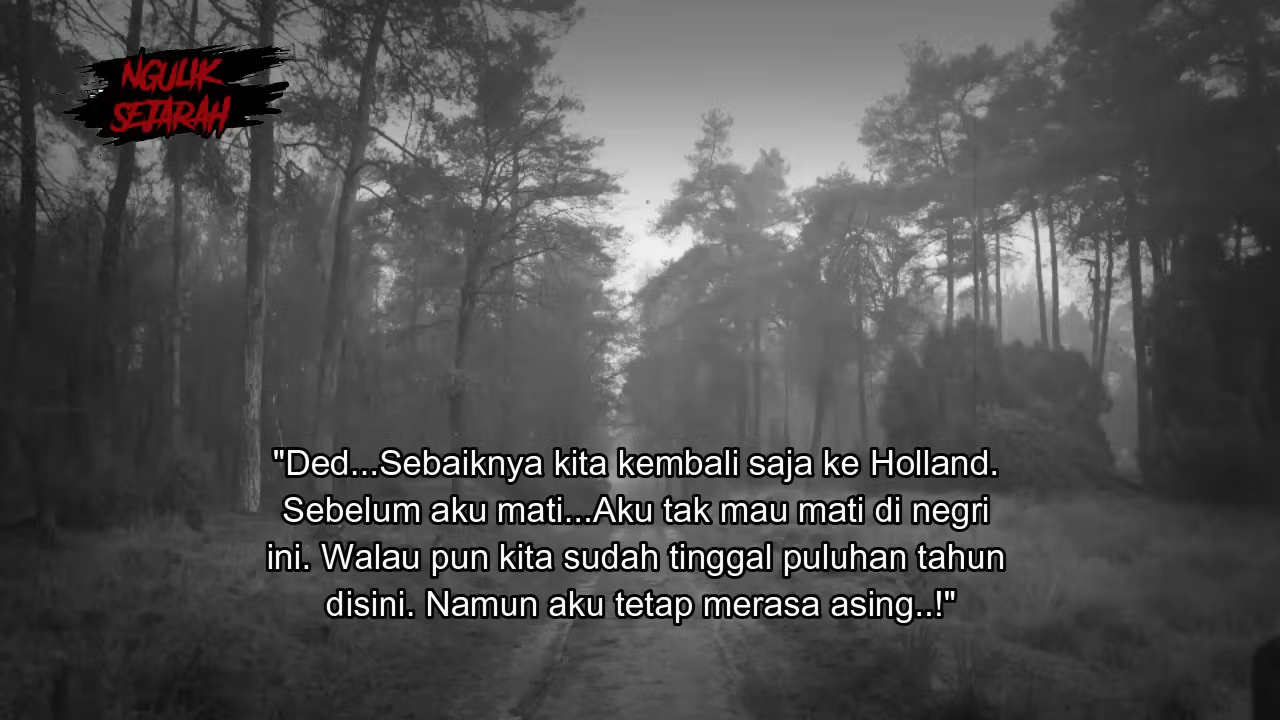 NGULIK
SEJARAH
"Ded...Sebaiknya kita kembali saja ke Holland.
Sebelum aku mati...Aku tak mau mati di negri
ini. Walau pun kita sudah tinggal puluhan tahun
disini. Namun aku tetap merasa asing..!"